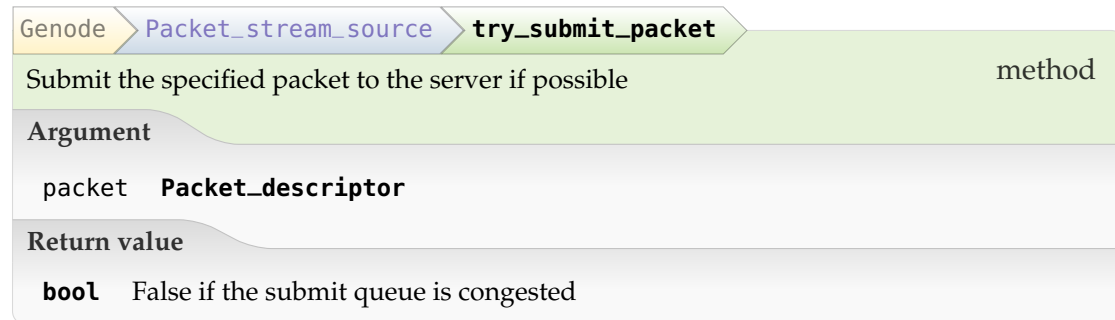 Genode Packet_stream_source try_submit_packet
Submit the specified packet to the server if possible method
Argument
packet Packet_descriptor
Return value
bool False if the submit queue is congested